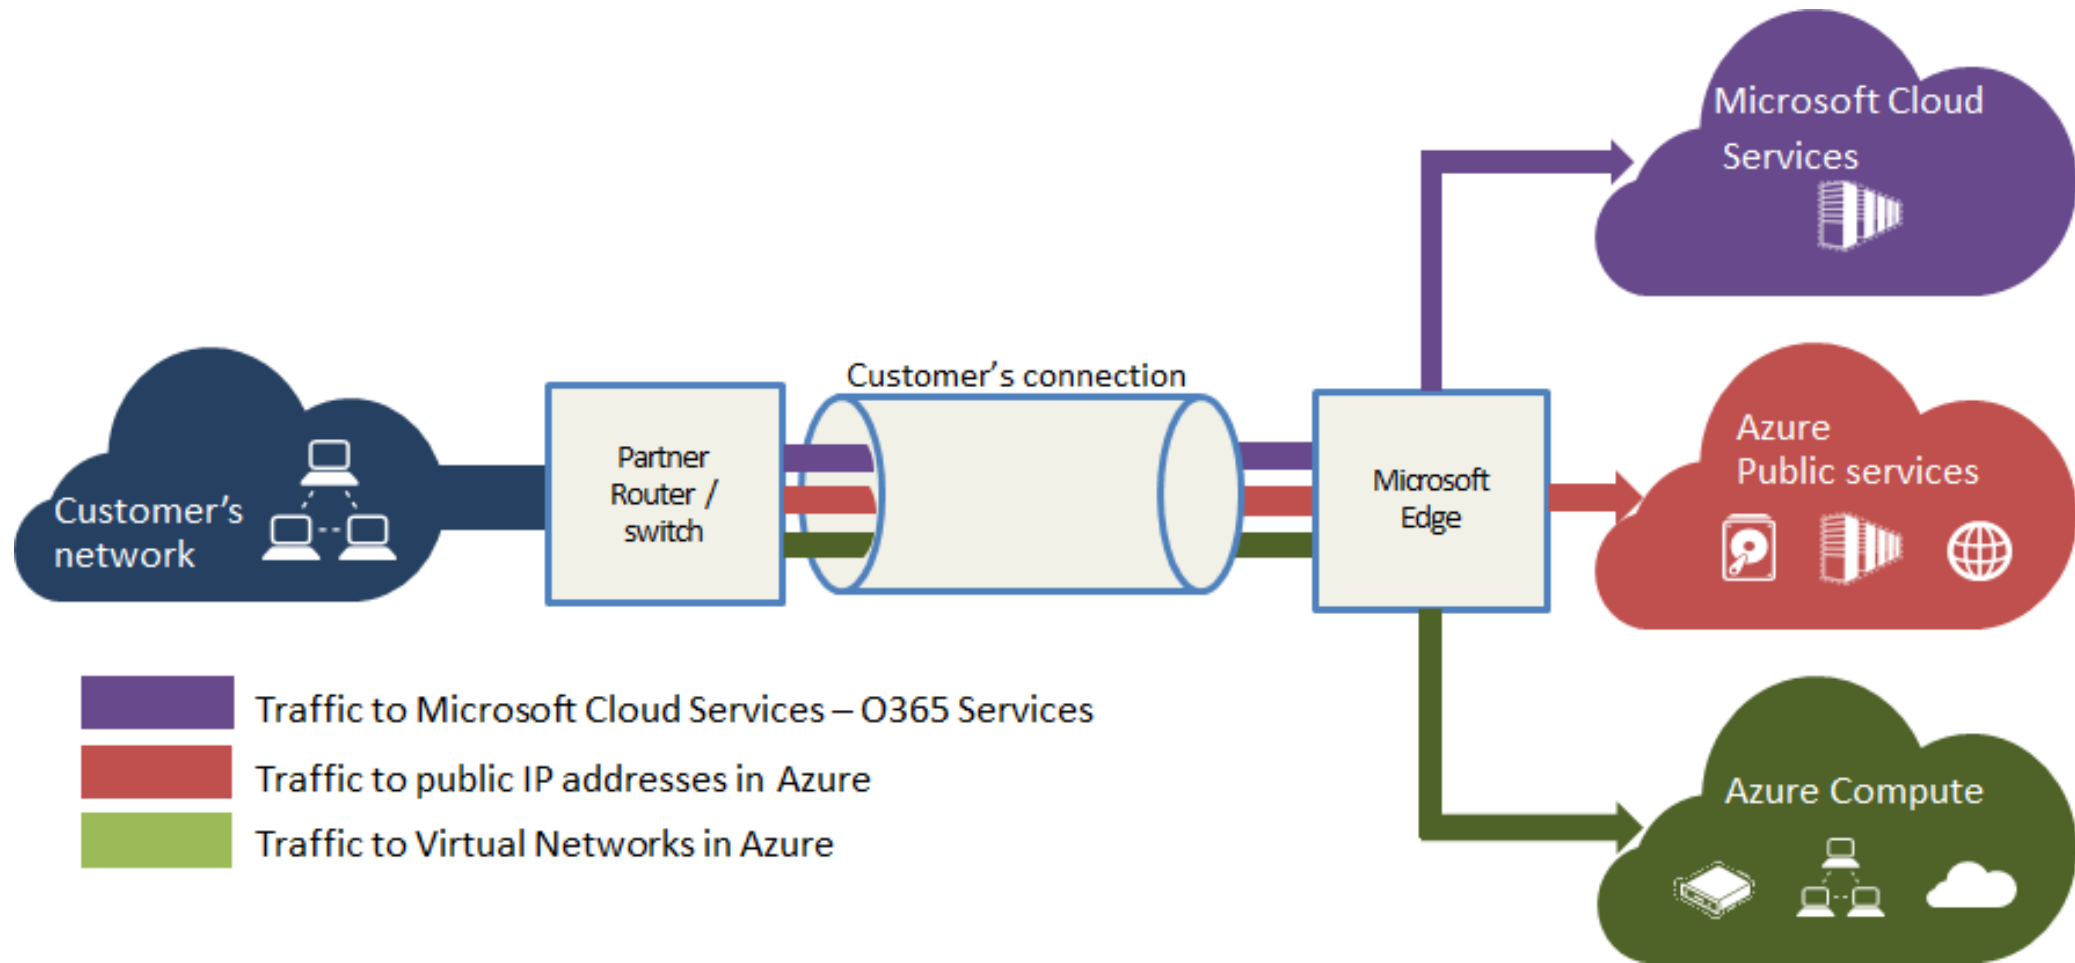 Microsoft Cloud
Services
Customer's connection
Azure
Public services
Partner
Router /
switch
Microsoft
Edge
Customer's
network
Traffic to Microsoft Cloud Services – O365 Services
Traffic to public IP addresses in Azure
Traffic to Virtual Networks in Azure
Azure Compute